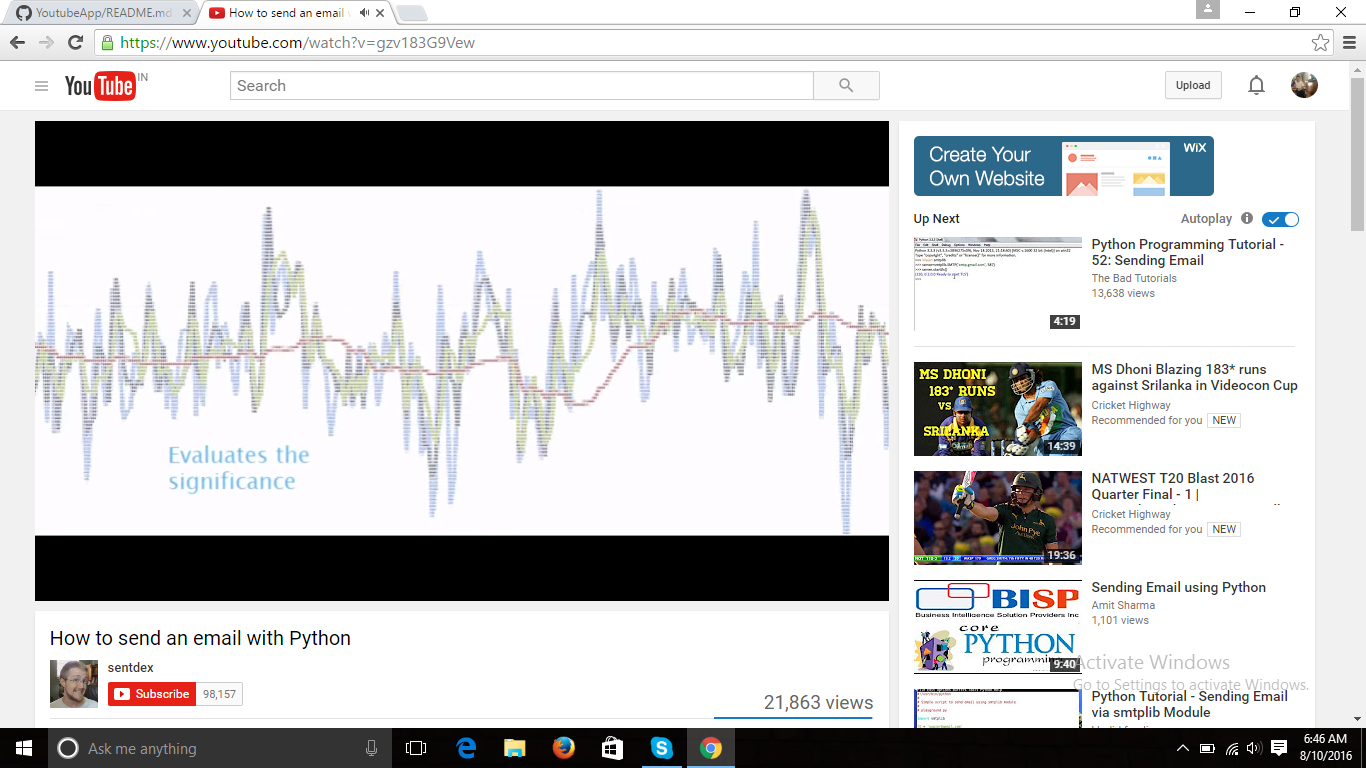 YoutubeApp/README.md
How to send an email
https://www.youtube.com/watch?v=gzv183G9Vew
YouTube IN
Search
Upload
Evaluates the
significance
How to send an email with Python
sentdex
Subscribe 98,157
21,863 views
Create Your
Own Website
WiX
Up Next
Autoplay
4:19
Python Programming Tutorial -
52: Sending Email
The Bad Tutorials
13,638 views
MS DHONI
183* RUNS
VS
SRILANKA
14:39
MS Dhoni Blazing 183* runs
against Srilanka in Videocon Cup
Cricket Highway
Recommended for you NEW
John Pye
19:36
NATWEST T20 Blast 2016
Quarter Final - 1 |
Cricket Highway
Recommended for you NEW
BISP
Business Intelligence Solution Providers Inc
core
PYTHON
programming
9:40
Sending Email using Python
Amit Sharma
1,101 views
Activate Windows
Go to Settings to activate Windows.
Python Tutorial - Sending Email
via smtplib Module
Ask me anything
6:46 AM
8/10/2016